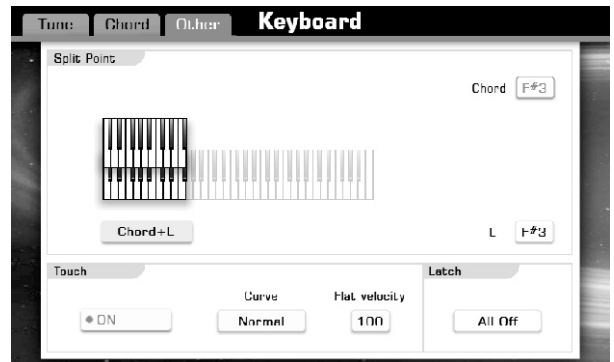 Tune Chord Other Keyboard
Split Point
Chord F#3
Chord+L L F#3
Touch Latch
Curve Flat velocity
ON Normal 100 All Off